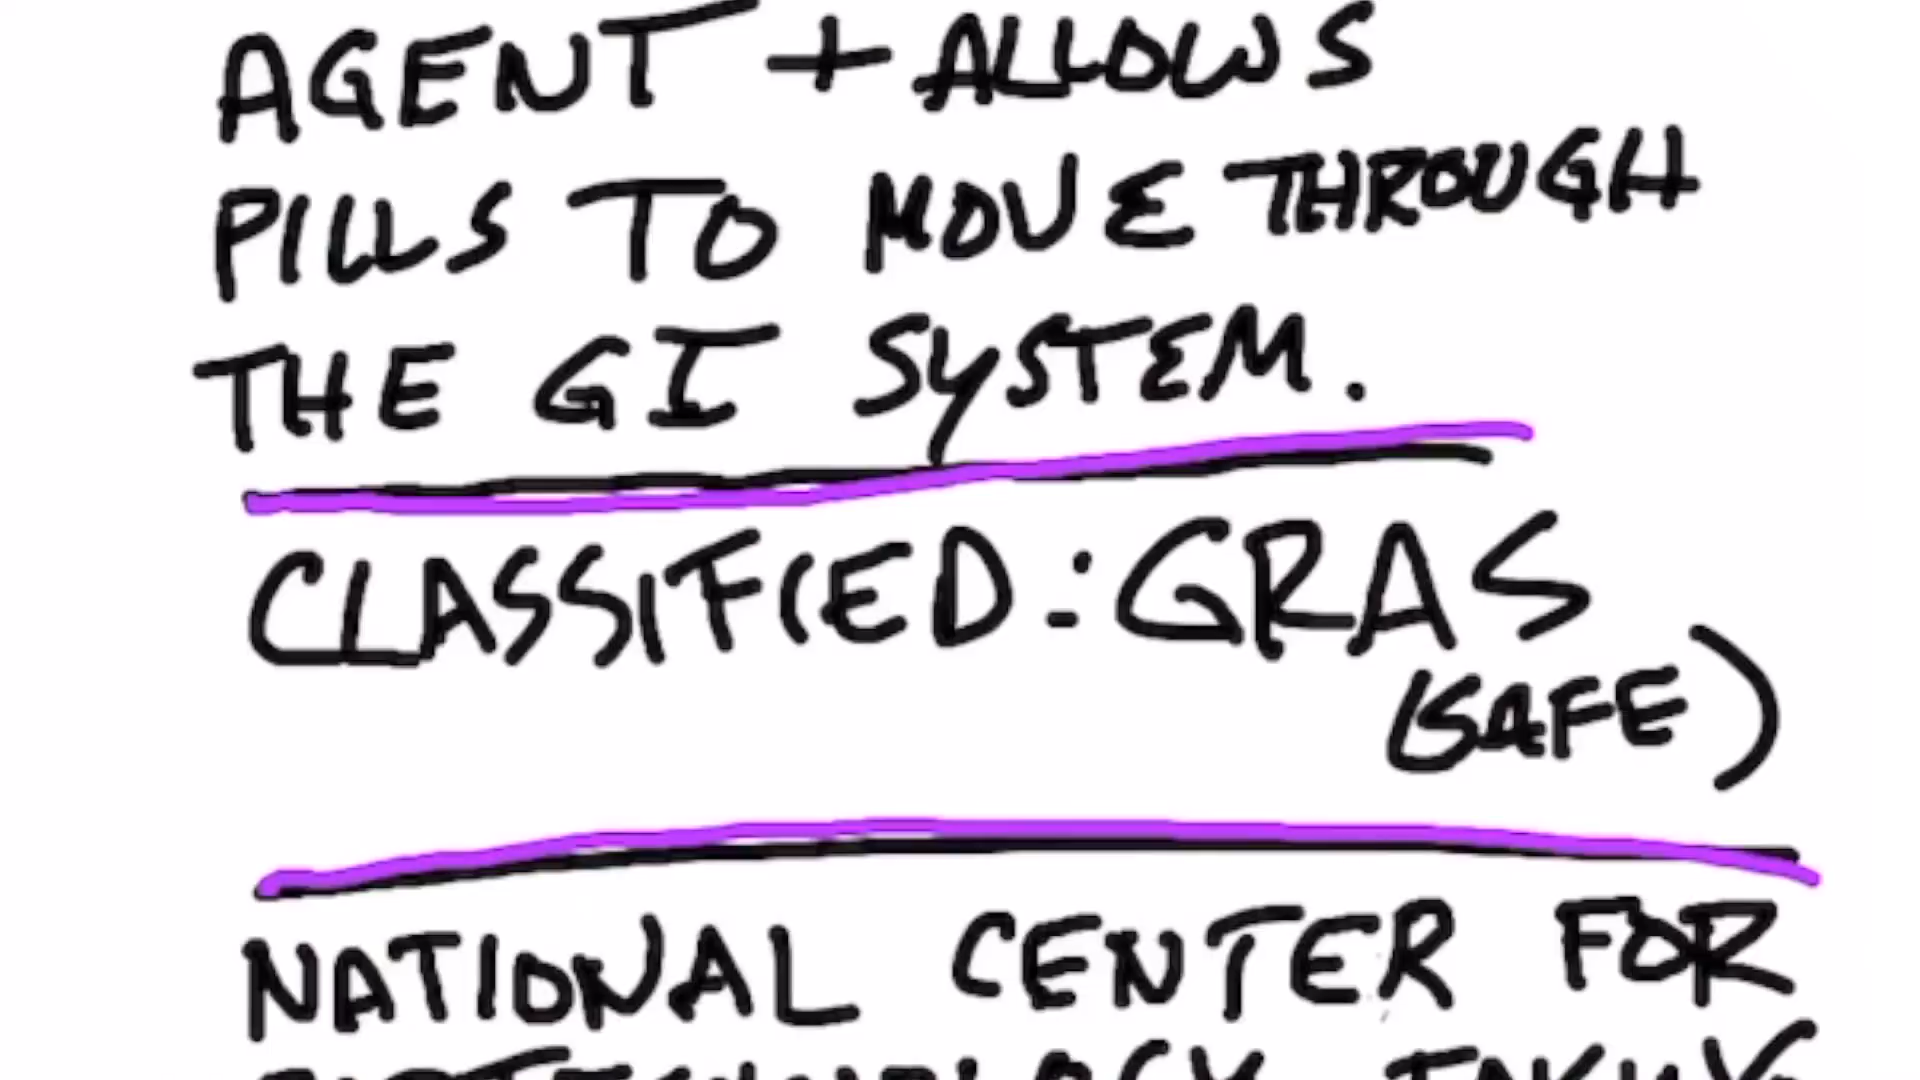 AGENT + ALLOWS
PILLS TO MOVE THROUGH
THE GI SYSTEM.
CLASSIFIED: GRAS
(SAFE)
NATIONAL CENTER FOR